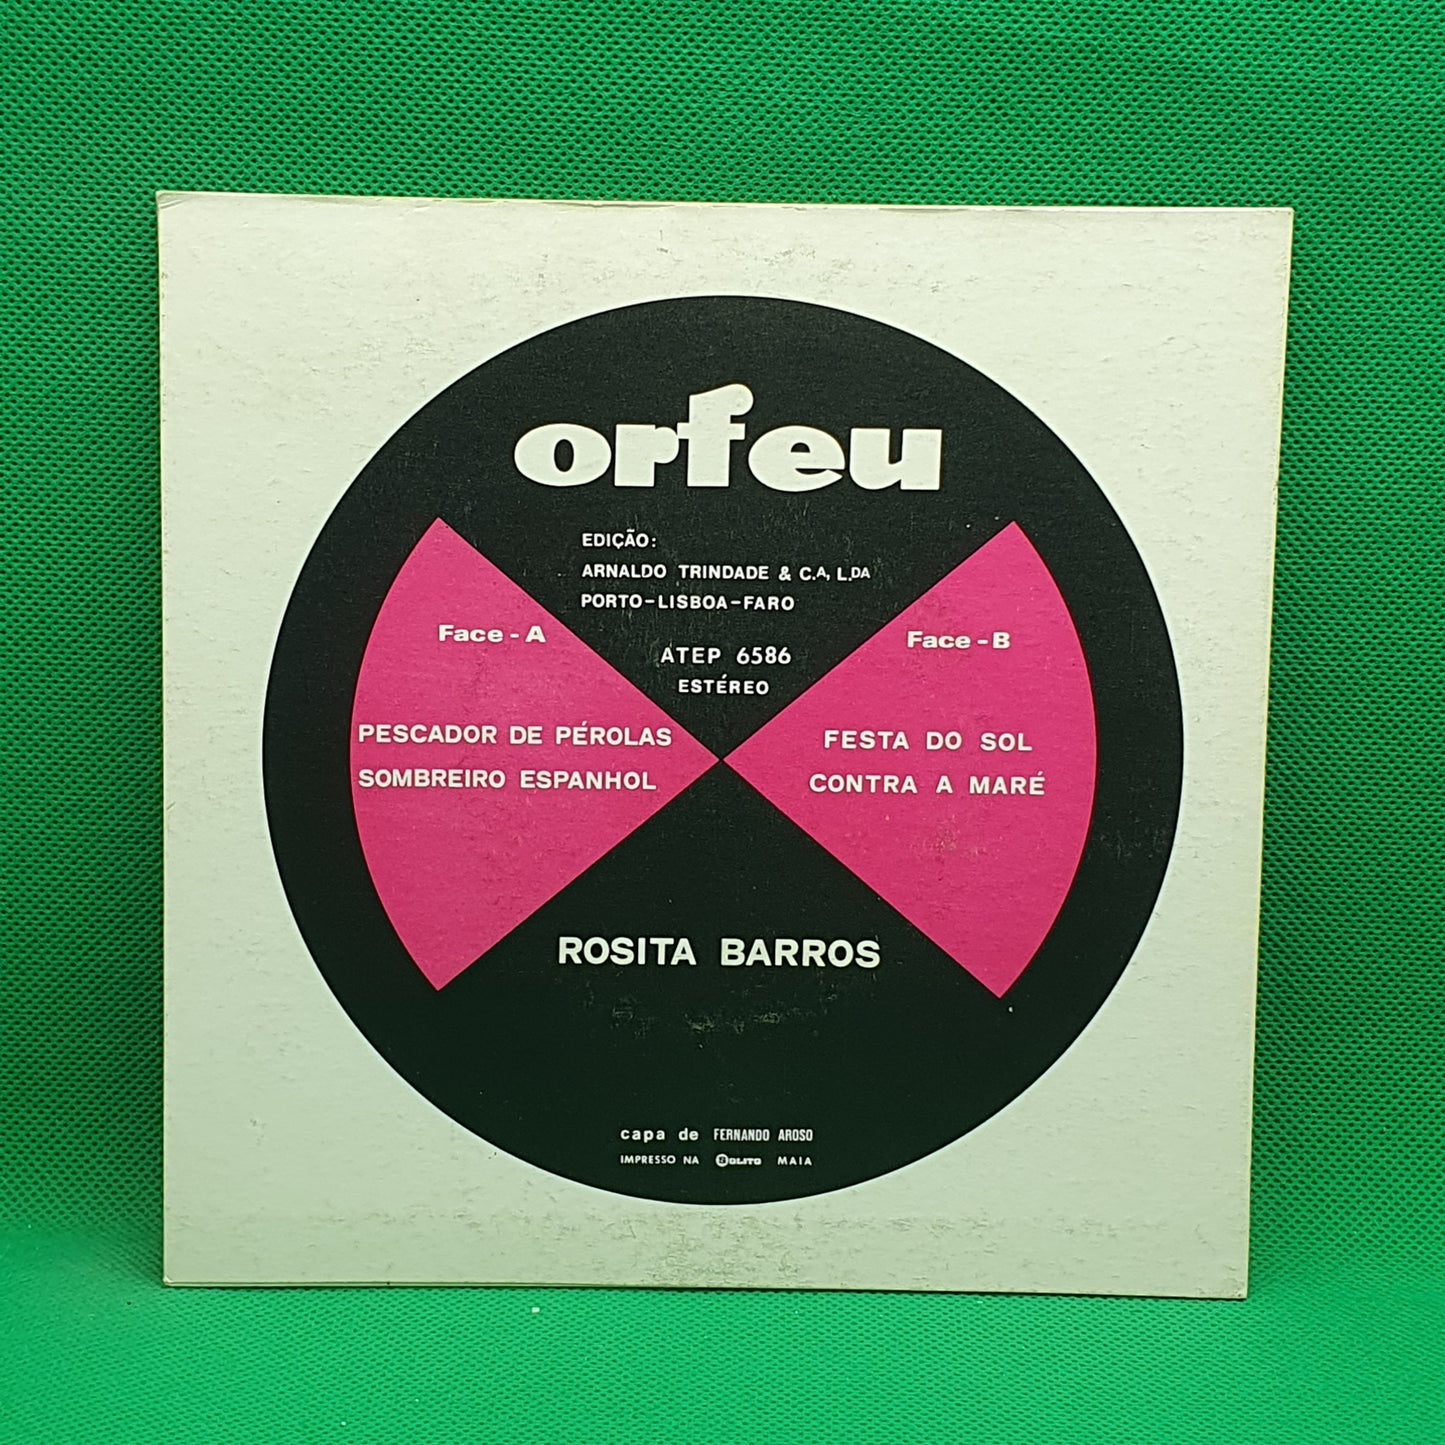 orfeu
EDIÇÃO:
ARNALDO TRINDADE & C.A, L.DA
PORTO-LISBOA-FARO
ATEP 6586
ESTÉREO
Face - A
PESCADOR DE PÉROLAS
SOMBREIRO ESPANHOL
Face - B
FESTA DO SOL
CONTRA A MARÉ
ROSITA BARROS
capa de FERNANDO AROSO
IMPRESSO NA MAIA